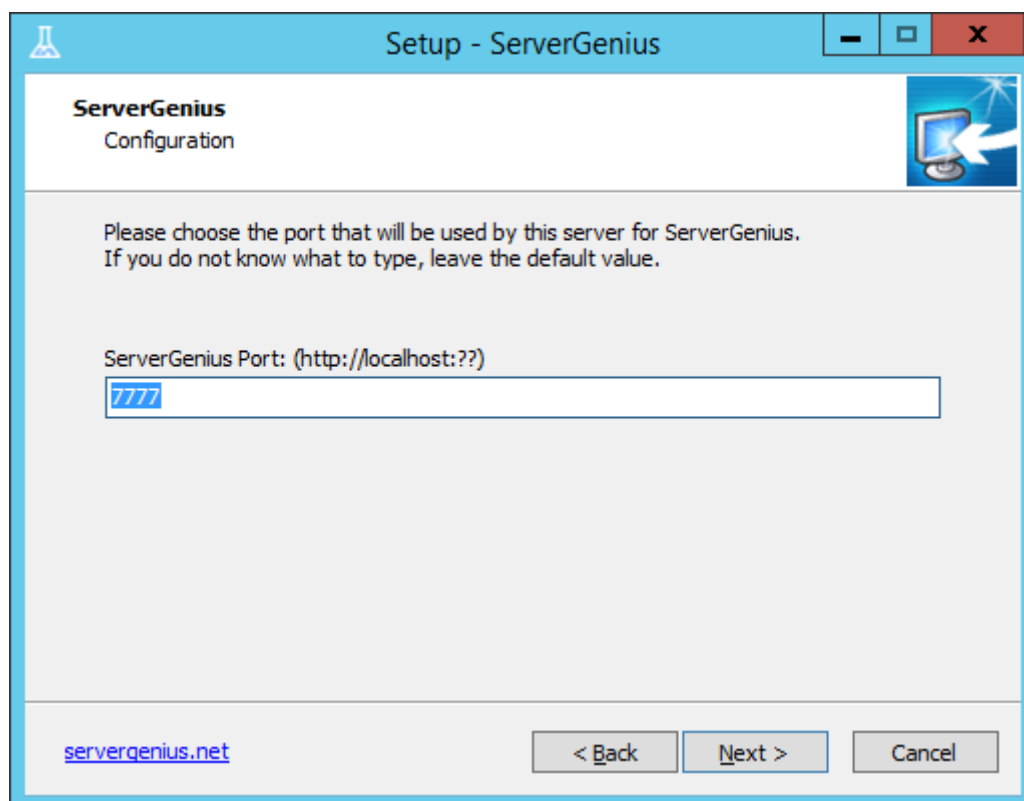 Setup - ServerGenius
ServerGenius
Configuration
Please choose the port that will be used by this server for ServerGenius.
If you do not know what to type, leave the default value.
ServerGenius Port: (http://localhost:??)
7777
servergenius.net
< Back
Next >
Cancel